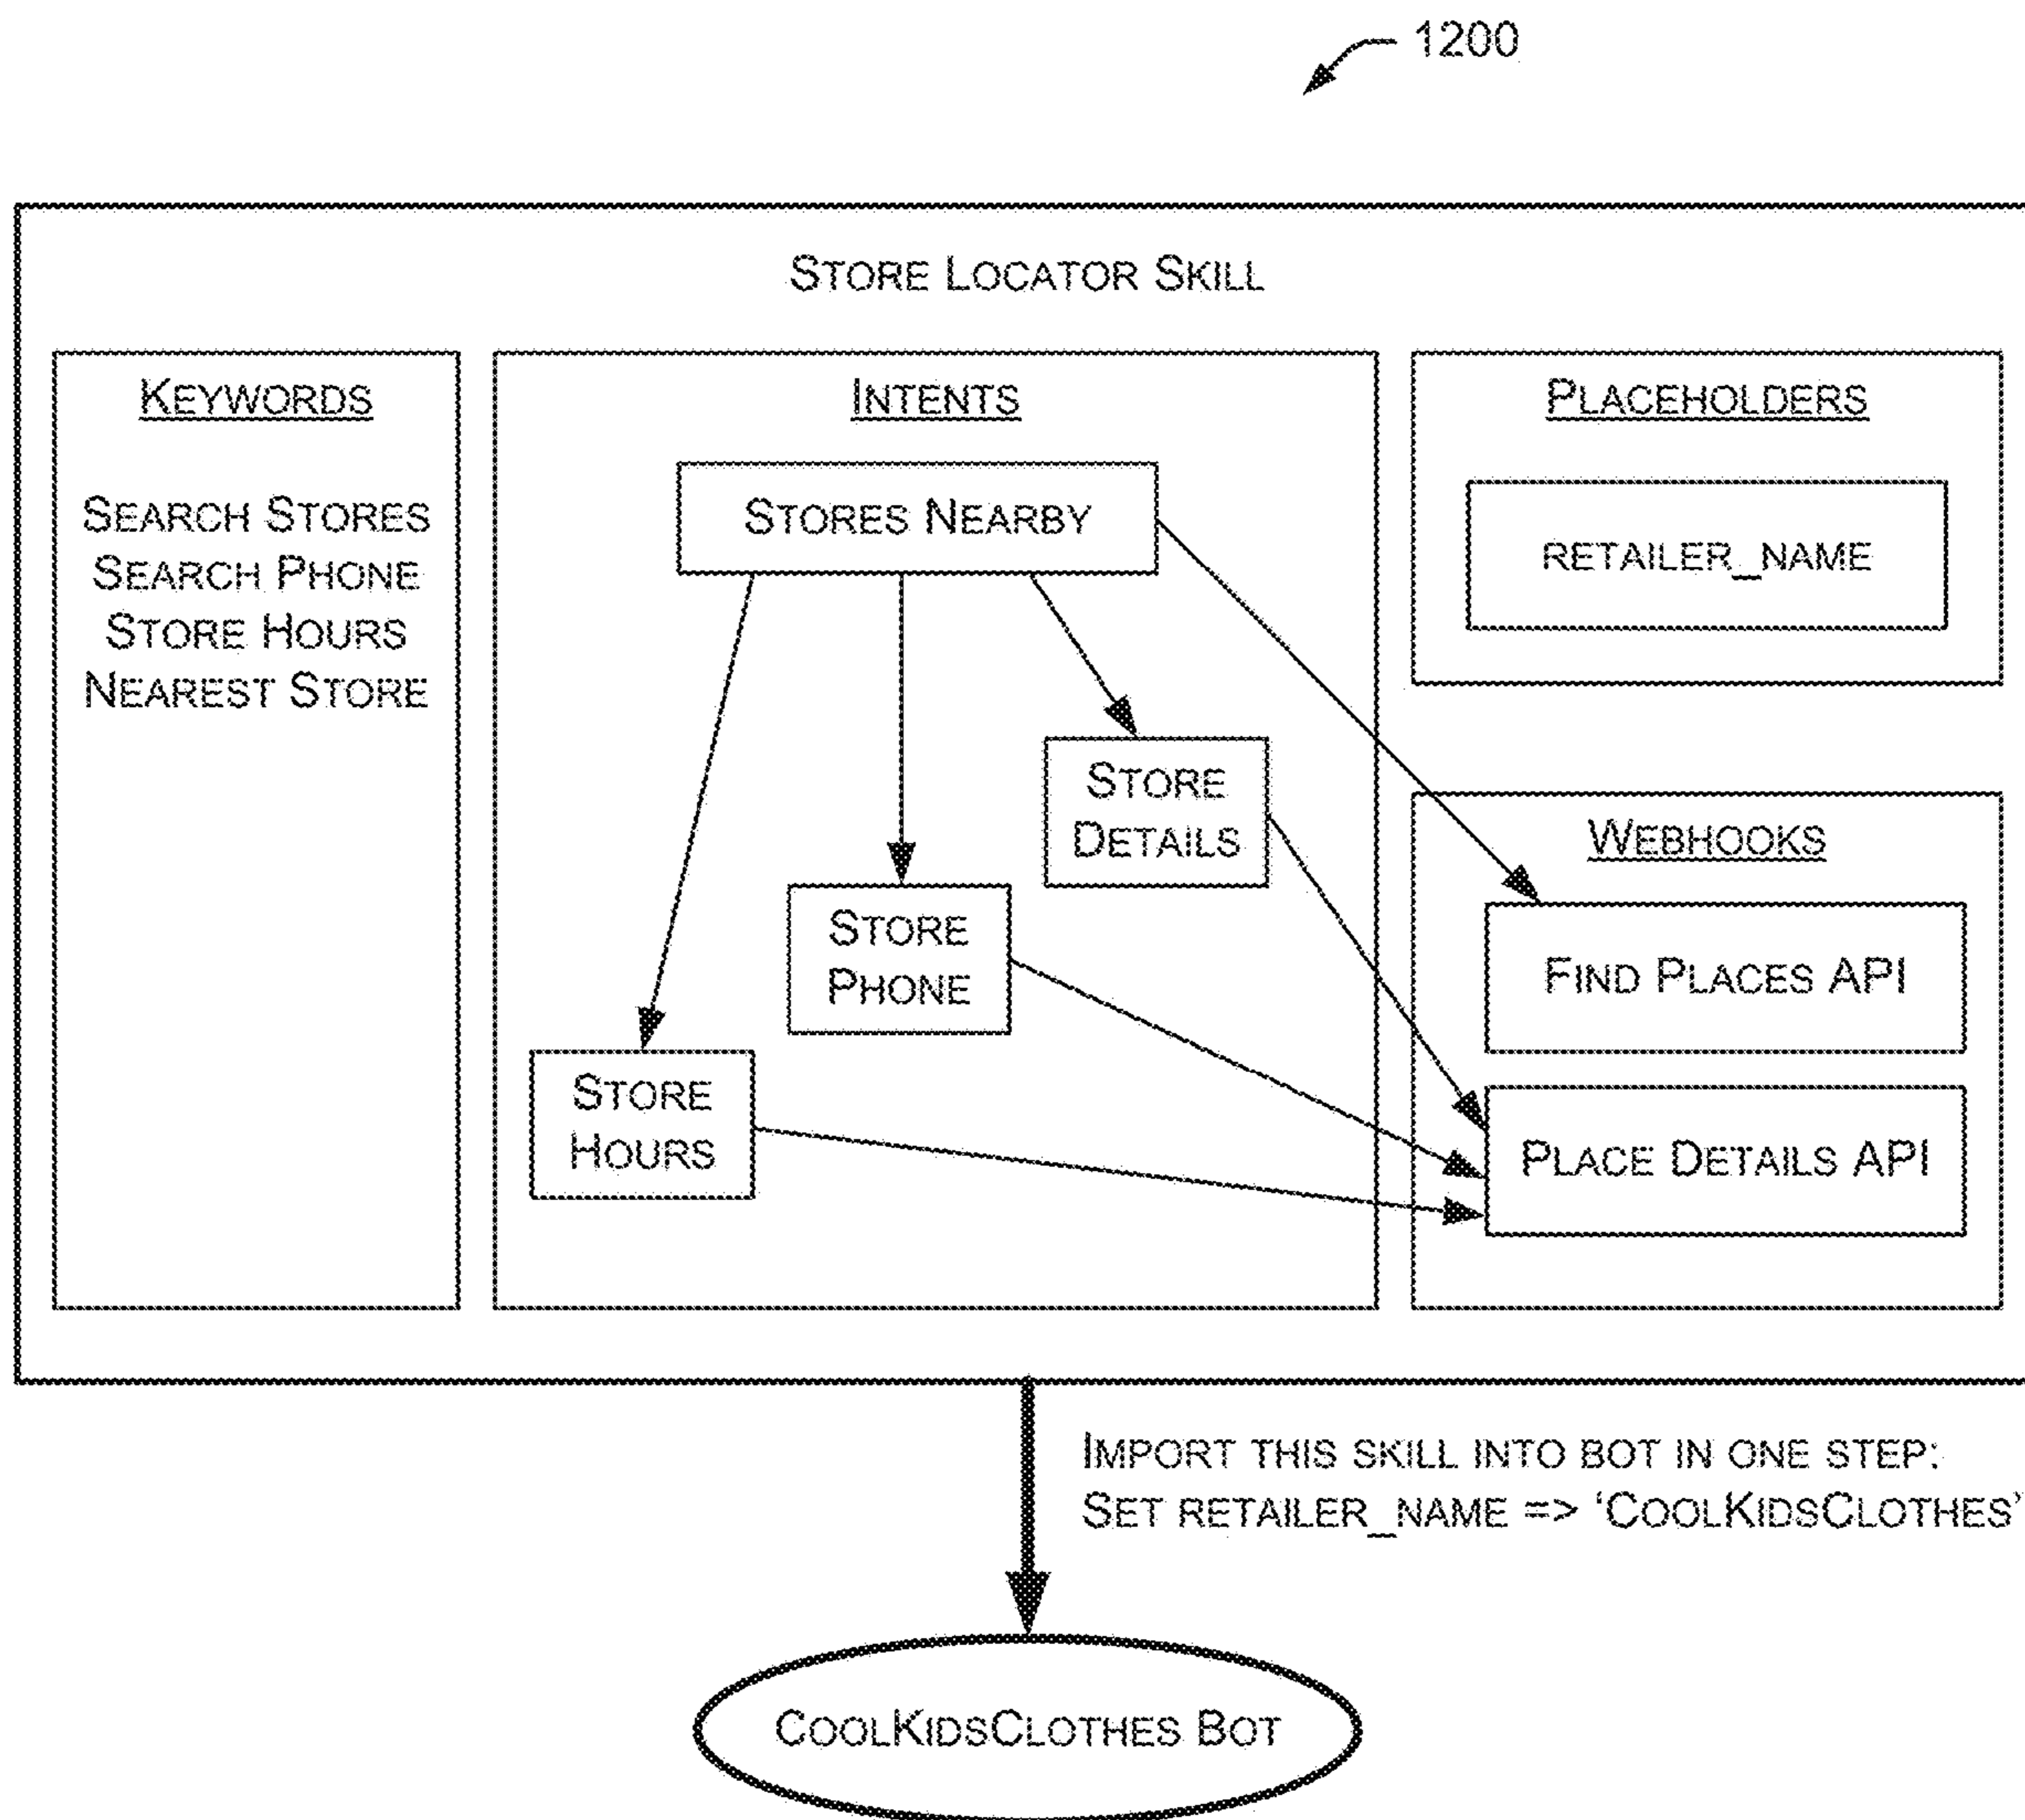 1200
STORE LOCATOR SKILL
KEYWORDS
SEARCH STORES
SEARCH PHONE
STORE HOURS
NEAREST STORE
INTENTS
STORES NEARBY
STORE
DETAILS
STORE
PHONE
STORE
HOURS
PLACEHOLDERS
RETAILER_NAME
WEBHOOKS
FIND PLACES API
PLACE DETAILS API
IMPORT THIS SKILL INTO BOT IN ONE STEP:
SET RETAILER_NAME => ‘COOLKIDSCLOTHES’
COOLKIDSCLOTHES BOT